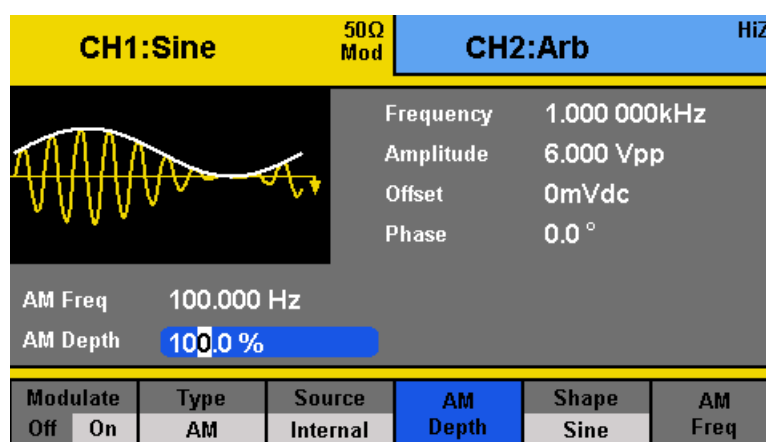 CH1:Sine
50Ω
Mod
CH2:Arb
HiZ
Frequency 1.000 000kHz
Amplitude 6.000 Vpp
Offset 0mVdc
Phase 0.0 °
AM Freq 100.000 Hz
AM Depth 100.0 %
Modulate Type Source AM Shape AM
Off On AM Internal Depth Sine Freq